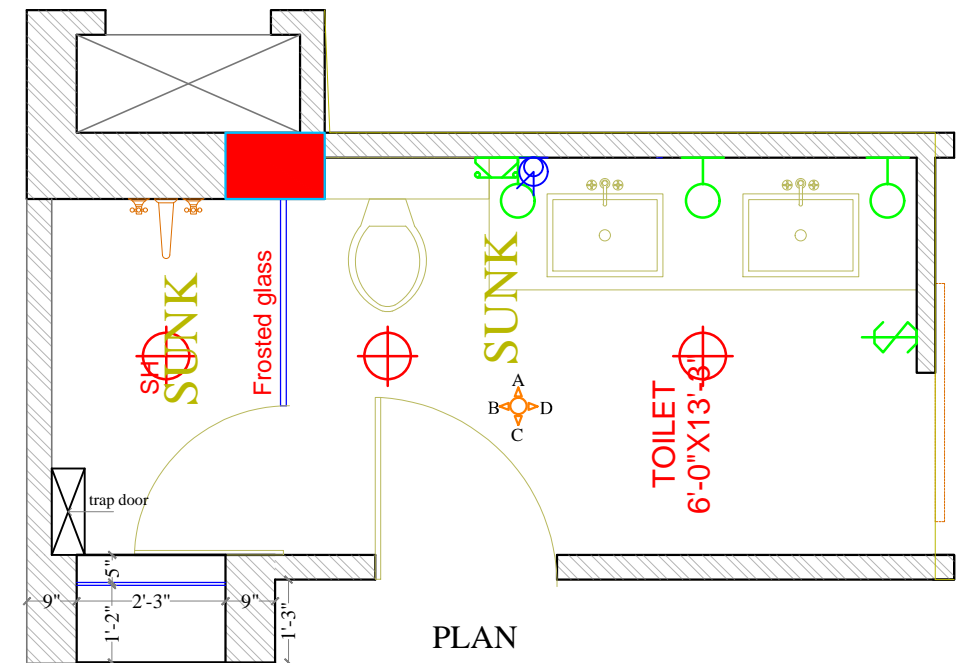 SUNK
Frosted glass
SH
SUNK
TOILET
6'-0"X13'-3"
A
B
D
C
trap door
5"
9"
2'-3"
9"
1'-2"
1'-3"
PLAN